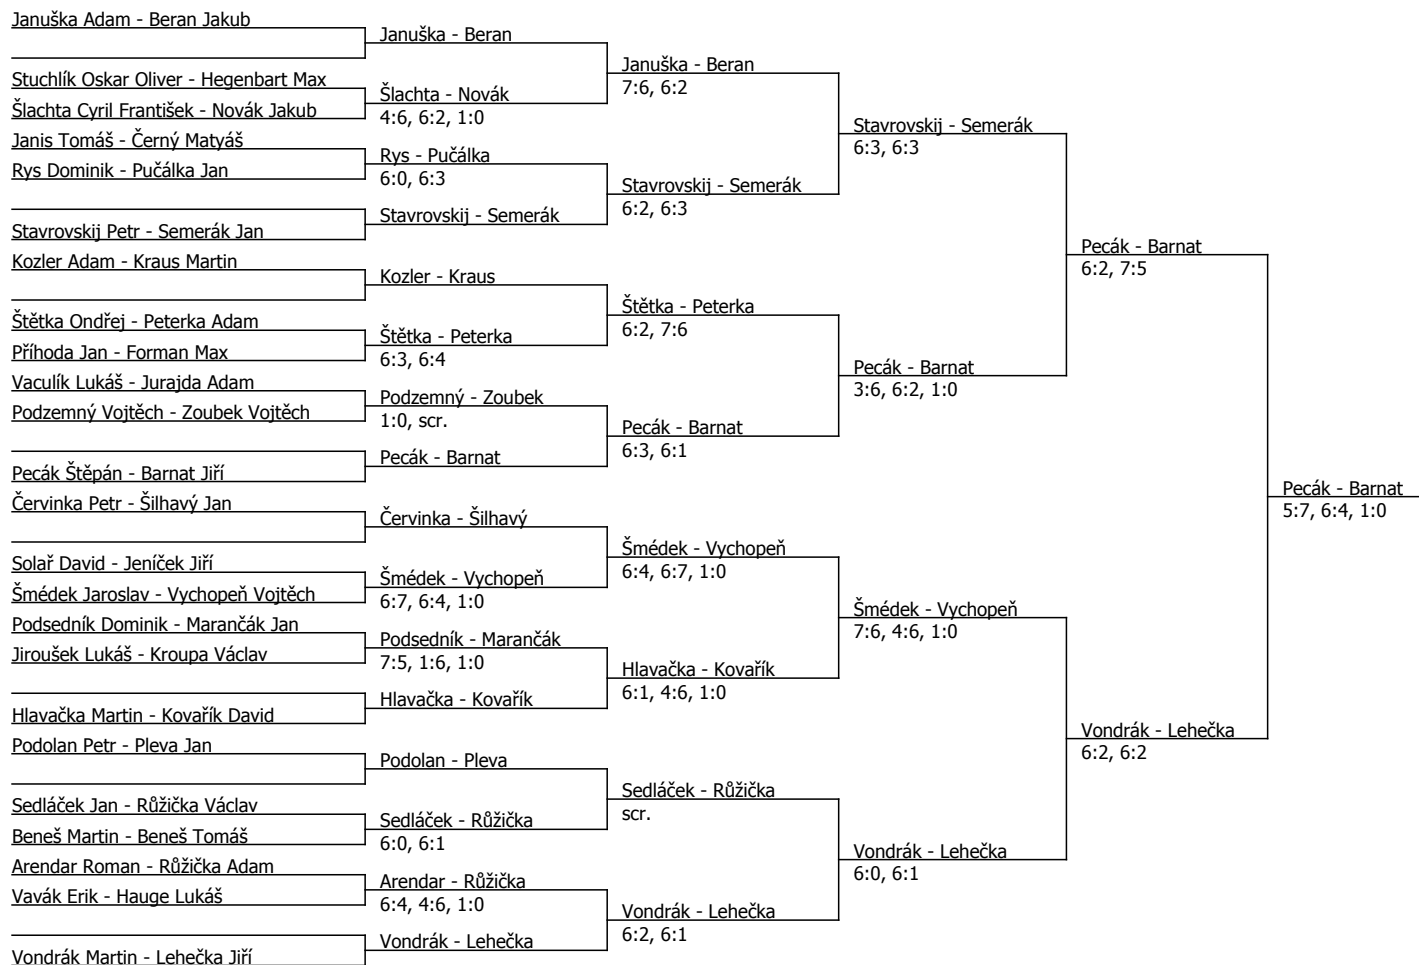 Januška Adam - Beran Jakub
Stuchlík Oskar Oliver - Hegenbart Max
Šlachta Cyril František - Novák Jakub
Janis Tomáš - Černý Matyáš
Rys Dominik - Pučálka Jan
Stavrovskij Petr - Semerák Jan
Kozler Adam - Kraus Martin
Štětka Ondřej - Peterka Adam
Příhoda Jan - Forman Max
Vaculík Lukáš - Jurajda Adam
Podzemný Vojtěch - Zoubek Vojtěch
Pecák Štěpán - Barnat Jiří
Červinka Petr - Šilhavý Jan
Solař David - Jeníček Jiří
Šmédek Jaroslav - Vychopeň Vojtěch
Podsedník Dominik - Marančák Jan
Jiroušek Lukáš - Kroupa Václav
Hlavačka Martin - Kovařík David
Podolan Petr - Pleva Jan
Sedláček Jan - Růžička Václav
Beneš Martin - Beneš Tomáš
Arendar Roman - Růžička Adam
Vavák Erik - Hauge Lukáš
Vondrák Martin - Lehečka Jiří
Januška - Beran
Šlachta - Novák
4:6, 6:2, 1:0
Rys - Pučálka
6:0, 6:3
Stavrovskij - Semerák
Kozler - Kraus
Štětka - Peterka
6:3, 6:4
Podzemný - Zoubek
1:0, scr.
Pecák - Barnat
Červinka - Šilhavý
Šmédek - Vychopeň
6:7, 6:4, 1:0
Podsedník - Marančák
7:5, 1:6, 1:0
Hlavačka - Kovařík
Podolan - Pleva
Sedláček - Růžička
6:0, 6:1
Arendar - Růžička
6:4, 4:6, 1:0
Vondrák - Lehečka
Januška - Beran
7:6, 6:2
Stavrovskij - Semerák
6:2, 6:3
Štětka - Peterka
6:2, 7:6
Pecák - Barnat
6:3, 6:1
Šmédek - Vychopeň
6:4, 6:7, 1:0
Hlavačka - Kovařík
6:1, 4:6, 1:0
Sedláček - Růžička
scr.
Vondrák - Lehečka
6:2, 6:1
Stavrovskij - Semerák
6:3, 6:3
Pecák - Barnat
3:6, 6:2, 1:0
Šmédek - Vychopeň
7:6, 4:6, 1:0
Vondrák - Lehečka
6:0, 6:1
Pecák - Barnat
6:2, 7:5
Vondrák - Lehečka
6:2, 6:2
Pecák - Barnat
5:7, 6:4, 1:0